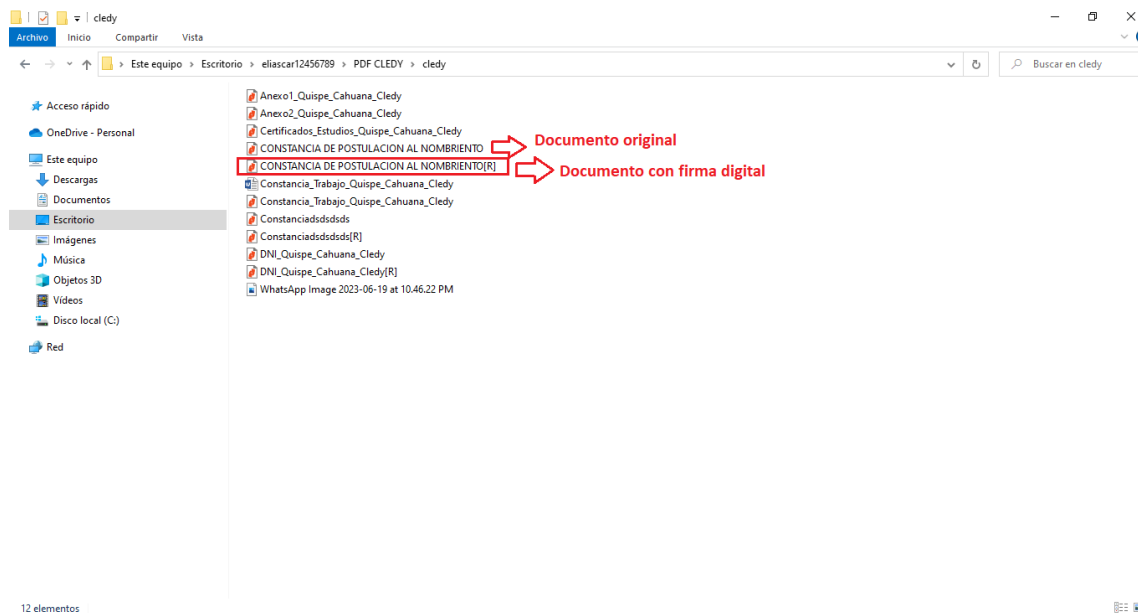 cledy
Archivo Inicio Compartir Vista
Este equipo > Escritorio > eliascar12456789 > PDF CLEDY > cledy
Buscar en cledy
Acceso rápido
OneDrive - Personal
Este equipo
Descargas
Documentos
Escritorio
Imágenes
Música
Objetos 3D
Vídeos
Disco local (C:)
Red
Anexo1_Quispe_Cahuana_Cledy
Anexo2_Quispe_Cahuana_Cledy
Certificados_Estudios_Quispe_Cahuana_Cledy
CONSTANCIA DE POSTULACION AL NOMBRIENTO
Documento original
CONSTANCIA DE POSTULACION AL NOMBRIENTO[R]
Documento con firma digital
Constancia_Trabajo_Quispe_Cahuana_Cledy
Constancia_Trabajo_Quispe_Cahuana_Cledy
Constanciadsdsdsds
Constanciadsdsdsds[R]
DNI_Quispe_Cahuana_Cledy
DNI_Quispe_Cahuana_Cledy[R]
WhatsApp Image 2023-06-19 at 10.46.22 PM
12 elementos